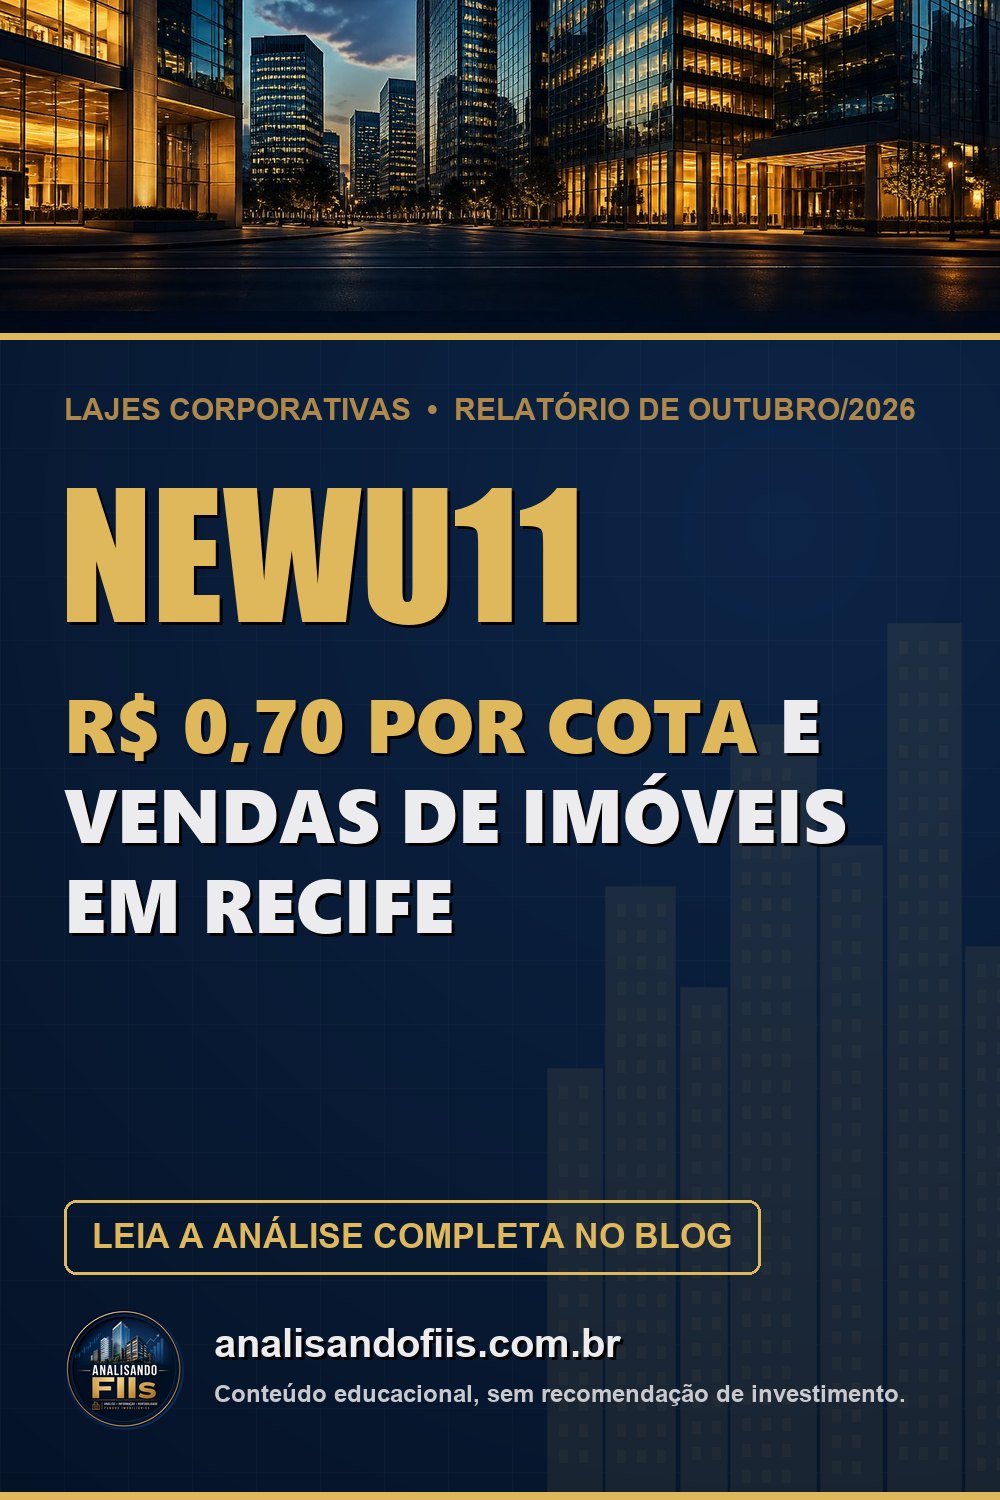 LAJES CORPORATIVAS • RELATÓRIO DE OUTUBRO/2026
NEWU11
R$ 0,70 POR COTA E
VENDAS DE IMÓVEIS
EM RECIFE
LEIA A ANÁLISE COMPLETA NO BLOG
analisandofiis.com.br
Conteúdo educacional, sem recomendação de investimento.
ANALISANDO
FIIs